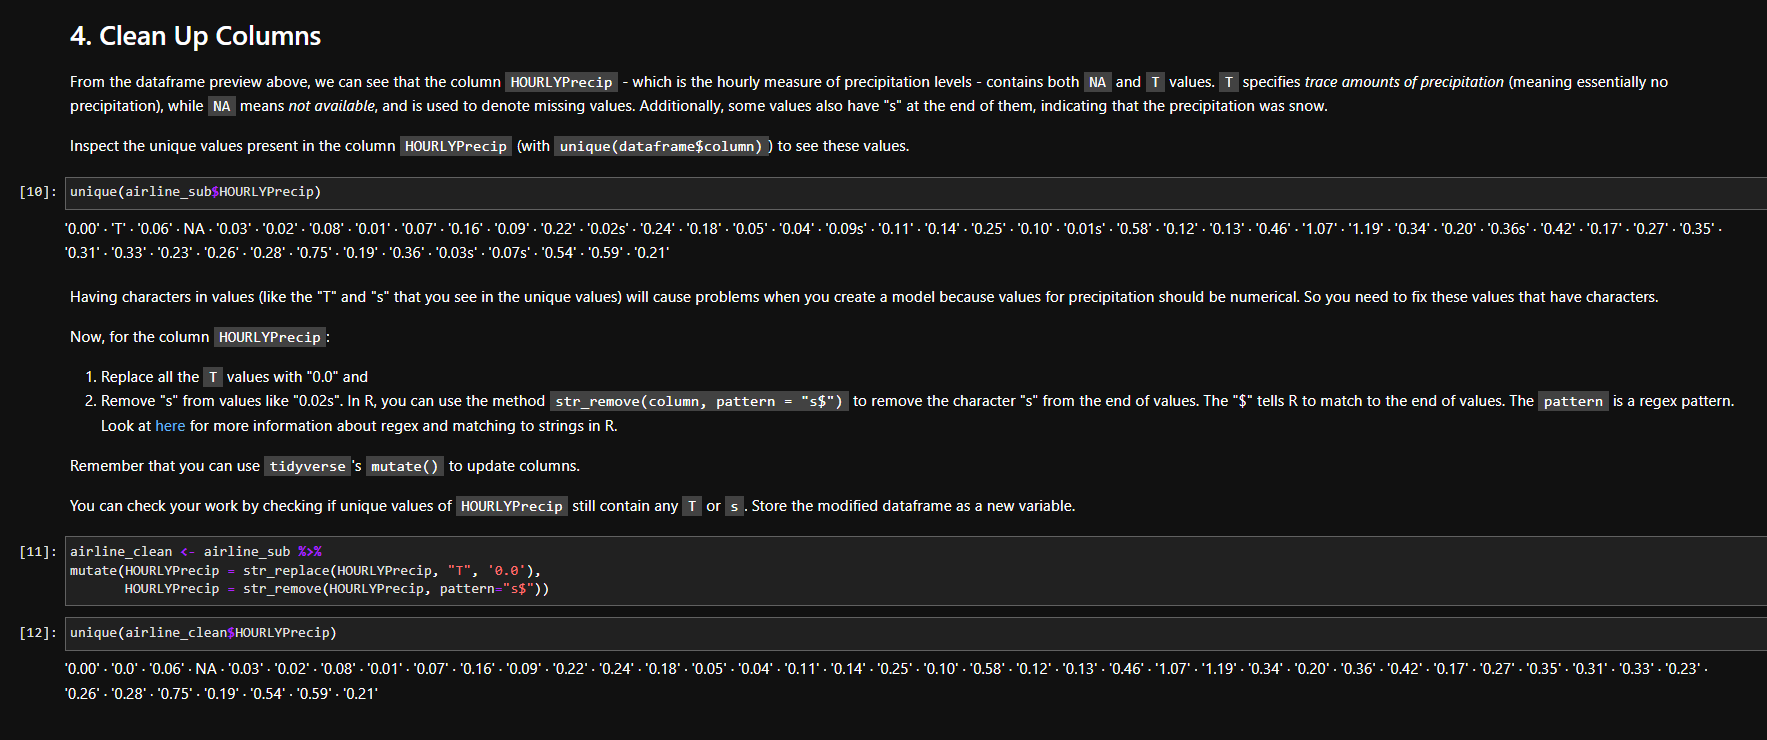 4. Clean Up Columns
From the dataframe preview above, we can see that the column HOURLYPrecip - which is the hourly measure of precipitation levels - contains both NA and T values. T specifies trace amounts of precipitation (meaning essentially no
precipitation), while NA means not available, and is used to denote missing values. Additionally, some values also have "s" at the end of them, indicating that the precipitation was snow.
Inspect the unique values present in the column HOURLYPrecip (with unique(dataframe$column)) to see these values.
[10]: unique(airline_sub$HOURLYPrecip)
'0.00' · 'T' · '0.06' · NA · '0.03' · '0.02' · '0.08' · '0.01' · '0.07' · '0.16' · '0.09' · '0.22' · '0.02s' · '0.24' · '0.18' · '0.05' · '0.04' · '0.09s' · '0.11' · '0.14' · '0.25' · '0.10' · '0.01s' · '0.58' · '0.12' · '0.13' · '0.46' · '1.07' · '1.19' · '0.34' · '0.20' · '0.36s' · '0.42' · '0.17' · '0.27' · '0.35' ·
'0.31' · '0.33' · '0.23' · '0.26' · '0.28' · '0.75' · '0.19' · '0.36' · '0.03s' · '0.07s' · '0.54' · '0.59' · '0.21'
Having characters in values (like the "T" and "s" that you see in the unique values) will cause problems when you create a model because values for precipitation should be numerical. So you need to fix these values that have characters.
Now, for the column HOURLYPrecip:
1. Replace all the T values with "0.0" and
2. Remove "s" from values like "0.02s". In R, you can use the method str_remove(column, pattern = "s$") to remove the character "s" from the end of values. The "$" tells R to match to the end of values. The pattern is a regex pattern.
Look at here for more information about regex and matching to strings in R.
Remember that you can use tidyverse's mutate() to update columns.
You can check your work by checking if unique values of HOURLYPrecip still contain any T or s. Store the modified dataframe as a new variable.
[11]: airline_clean <- airline_sub %>%
mutate(HOURLYPrecip = str_replace(HOURLYPrecip, "T", '0.0'),
HOURLYPrecip = str_remove(HOURLYPrecip, pattern="s$"))
[12]: unique(airline_clean$HOURLYPrecip)
'0.00' · '0.0' · '0.06' · NA · '0.03' · '0.02' · '0.08' · '0.01' · '0.07' · '0.16' · '0.09' · '0.22' · '0.24' · '0.18' · '0.05' · '0.04' · '0.11' · '0.14' · '0.25' · '0.10' · '0.58' · '0.12' · '0.13' · '0.46' · '1.07' · '1.19' · '0.34' · '0.20' · '0.36' · '0.42' · '0.17' · '0.27' · '0.35' · '0.31' · '0.33' · '0.23' ·
'0.26' · '0.28' · '0.75' · '0.19' · '0.54' · '0.59' · '0.21'